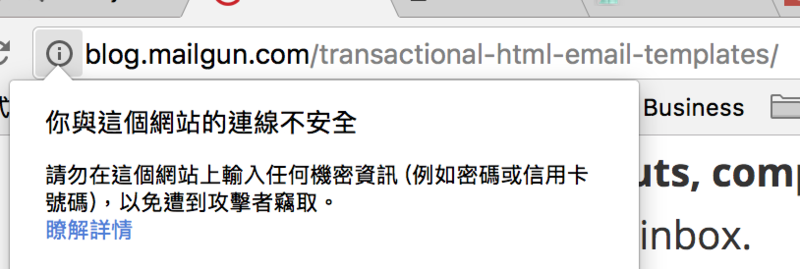 blog.mailgun.com/transactional-html-email-templates/
式
Business
你與這個網站的連線不安全
請勿在這個網站上輸入任何機密資訊 (例如密碼或信用卡
號碼)，以免遭到攻擊者竊取。
瞭解詳情
uts, comp
inbox.